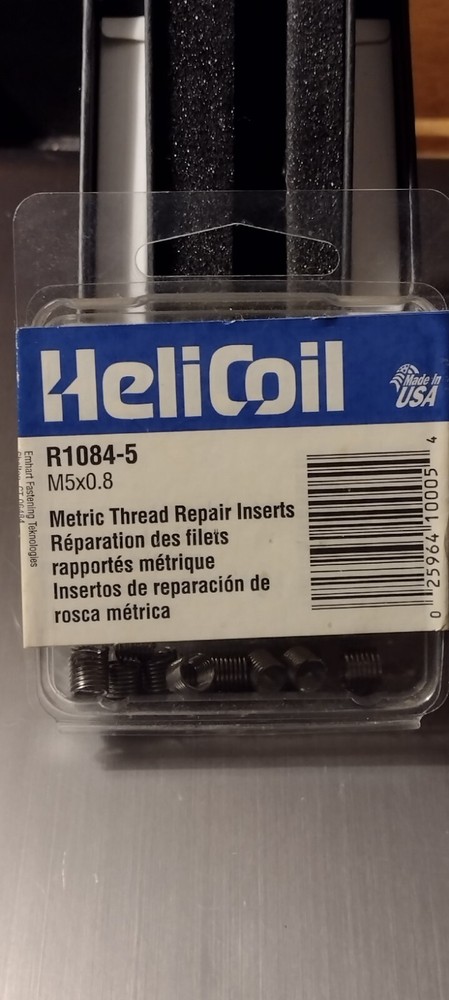 HeliCoil
Made in
USA
R1084-5
M5x0.8
Metric Thread Repair Inserts
Réparation des filets
rapportés métrique
Insertos de reparación de
rosca métrica
Emhart Fastening Teknologies
0 25964 10005 4